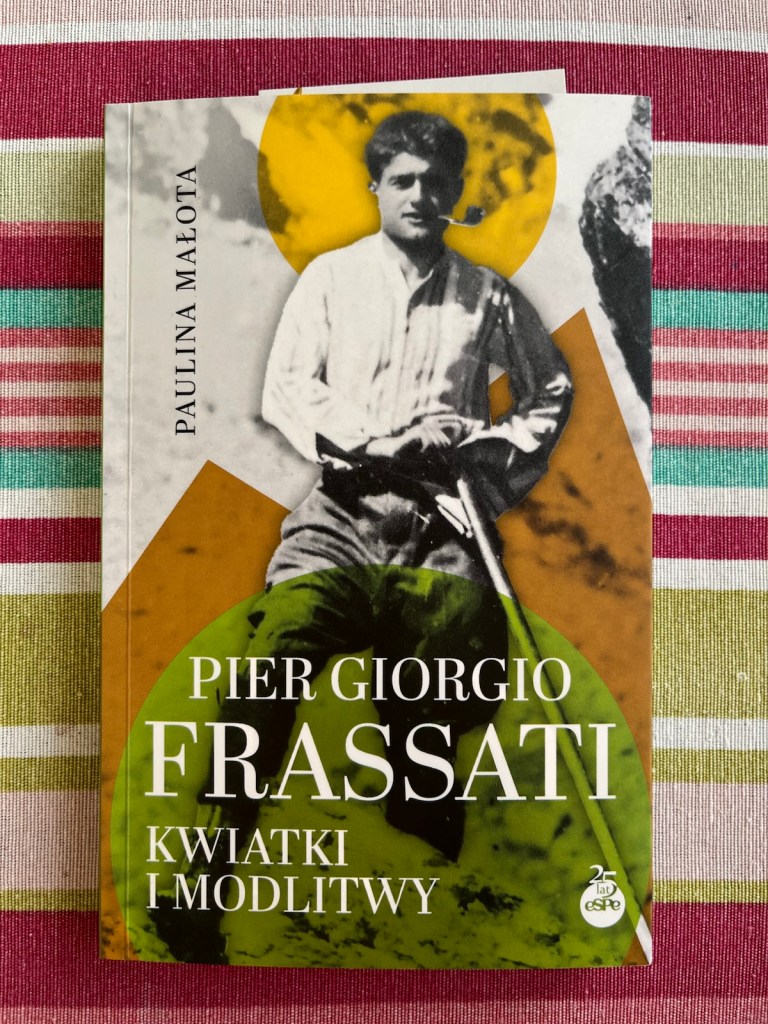 PAULINA MAŁOTA
PIER GIORGIO
FRASSATI
KWIATKI
I MODLITWY
25
lat
eSPe